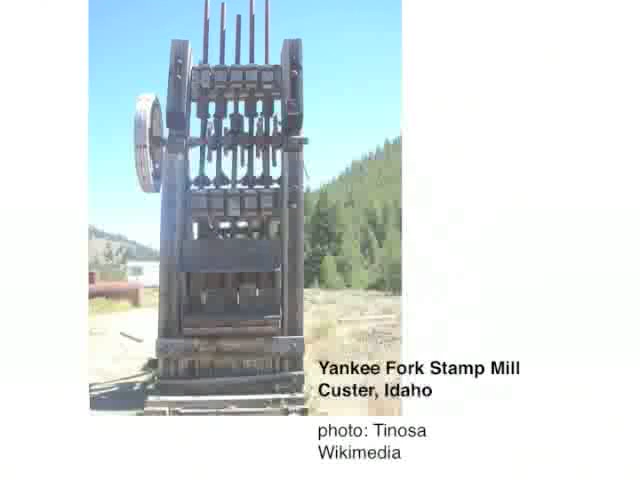 Yankee Fork Stamp Mill
Custer, Idaho
photo: Tinosa
Wikimedia